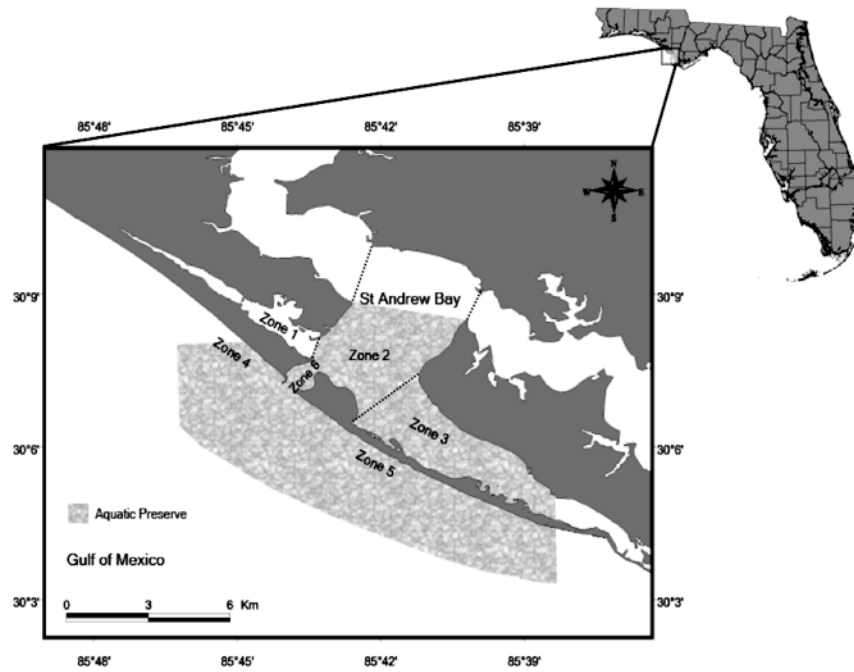 85°48'
85°45'
85°42'
85°39'
N
W
E
S
30°9'
30°9'
St Andrew Bay
Zone 1
Zone 2
Zone 4
Zone 6
Zone 3
Zone 5
30°6'
30°6'
Aquatic Preserve
Gulf of Mexico
0 3 6 Km
30°3'
30°3'
85°48'
85°45'
85°42'
85°39'